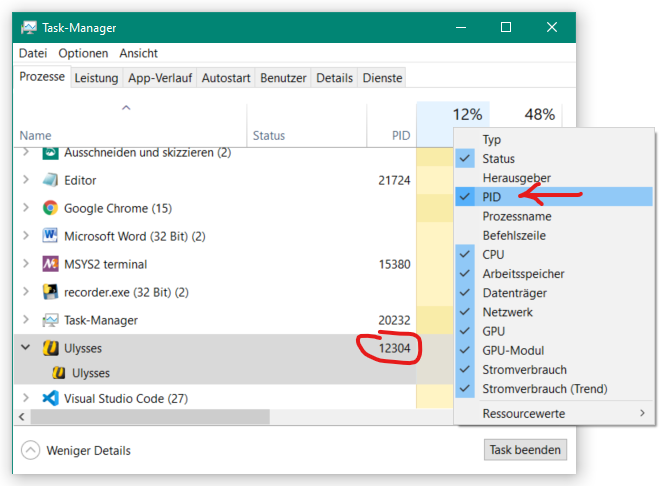 Task-Manager
Datei Optionen Ansicht
Prozesse Leistung App-Verlauf Autostart Benutzer Details Dienste
12% 48%
Name Status PID
Ausschneiden und skizzieren (2)
Editor 21724
Google Chrome (15)
Microsoft Word (32 Bit) (2)
MSYS2 terminal 15380
recorder.exe (32 Bit) (2)
Task-Manager 20232
Ulysses 12304
Ulysses
Visual Studio Code (27)
Typ
Status
Herausgeber
PID
Prozessname
Befehlszeile
CPU
Arbeitsspeicher
Datenträger
Netzwerk
GPU
GPU-Modul
Stromverbrauch
Stromverbrauch (Trend)
Ressourcewerte
Weniger Details
Task beenden